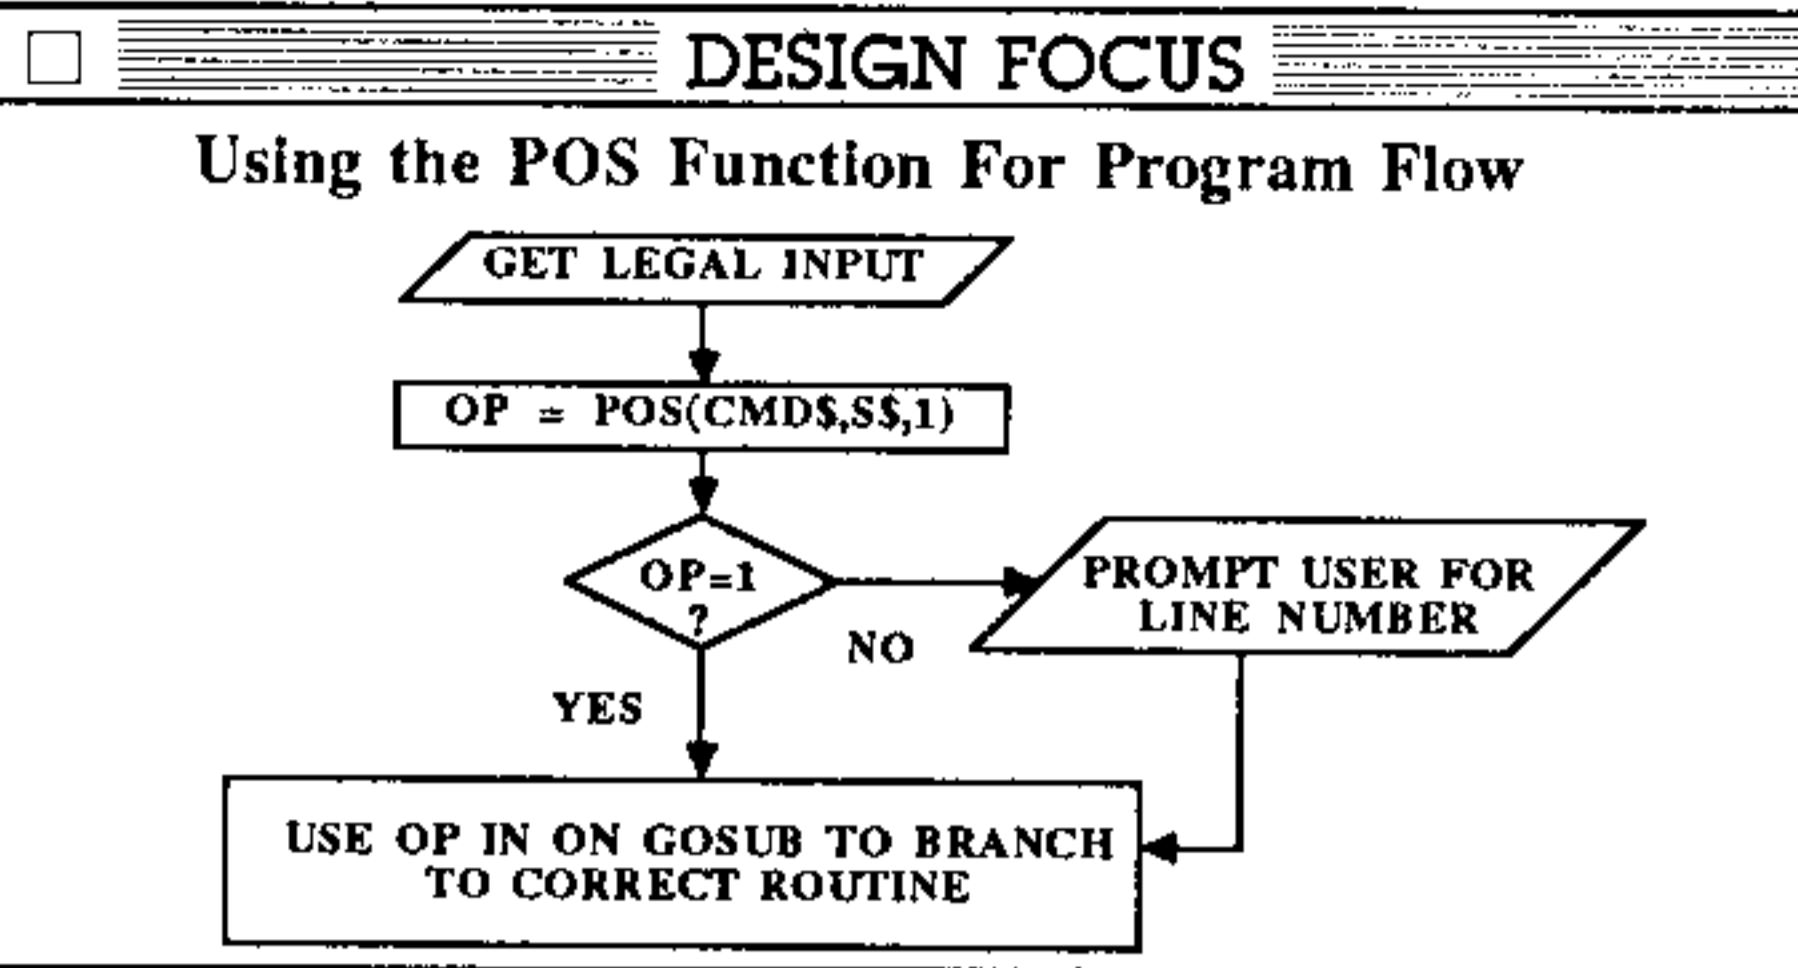 DESIGN FOCUS
Using the POS Function For Program Flow
GET LEGAL INPUT
OP = POS(CMD$,S$,1)
OP=1
?
NO
YES
PROMPT USER FOR
LINE NUMBER
USE OP IN ON GOSUB TO BRANCH
TO CORRECT ROUTINE